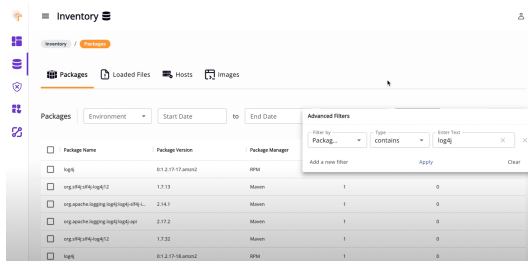 Inventory
Inventory / Packages
Packages Loaded Files Hosts Images
Packages Environment Start Date to End Date
Advanced Filters
Filter by Type Enter Text
Packag... contains log4j
Add a new filter Apply Clear
Package Name Package Version Package Manager
log4j 0:1.2.17-17.amzn2 RPM
org.slf4j:slf4j-log4j12 1.7.13 Maven 1 0
org.apache.logging.log4j:log4j-slf4j-i... 2.14.1 Maven 1 0
org.apache.logging.log4j:log4j-api 2.17.2 Maven 1 0
org.slf4j:slf4j-log4j12 1.7.32 Maven 1 0
log4j 0:1.2.17-18.amzn2 RPM 1 0